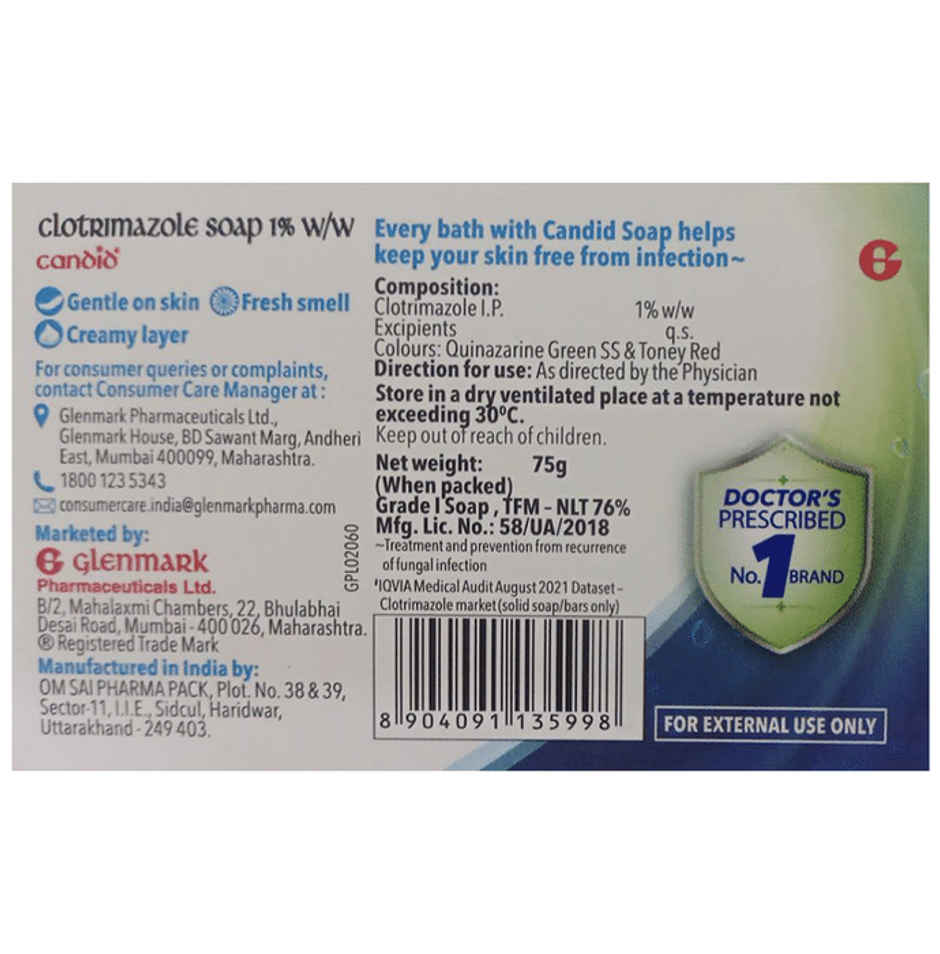 clotrimazole soap 1% w/w
candid
Gentle on skin Fresh smell
Creamy layer
For consumer queries or complaints,
contact Consumer Care Manager at :
Glenmark Pharmaceuticals Ltd.,
Glenmark House, BD Sawant Marg, Andheri
East, Mumbai 400099, Maharashtra.
1800 123 5343
consumercare.india@glenmarkpharma.com
Marketed by:
glenmark
Pharmaceuticals Ltd.
B/2, Mahalaxmi Chambers, 22, Bhulabhai
Desai Road, Mumbai - 400 026, Maharashtra.
® Registered Trade Mark
Manufactured in India by:
OM SAI PHARMA PACK, Plot. No. 38 & 39,
Sector-11, I.I.E., Sidcul, Haridwar,
Uttarakhand - 249 403.
GPL02060
Every bath with Candid Soap helps
keep your skin free from infection~
Composition:
Clotrimazole I.P. 1% w/w
Excipients q.s.
Colours: Quinazarine Green SS & Toney Red
Direction for use: As directed by the Physician
Store in a dry ventilated place at a temperature not
exceeding 30ºC.
Keep out of reach of children.
Net weight: 75g
(When packed)
Grade I Soap , TFM - NLT 76%
Mfg. Lic. No.: 58/UA/2018
~Treatment and prevention from recurrence
of fungal infection
#IQVIA Medical Audit August 2021 Dataset -
Clotrimazole market (solid soap/bars only)
8 904091 135998
DOCTOR'S
PRESCRIBED
No. 1 BRAND
FOR EXTERNAL USE ONLY